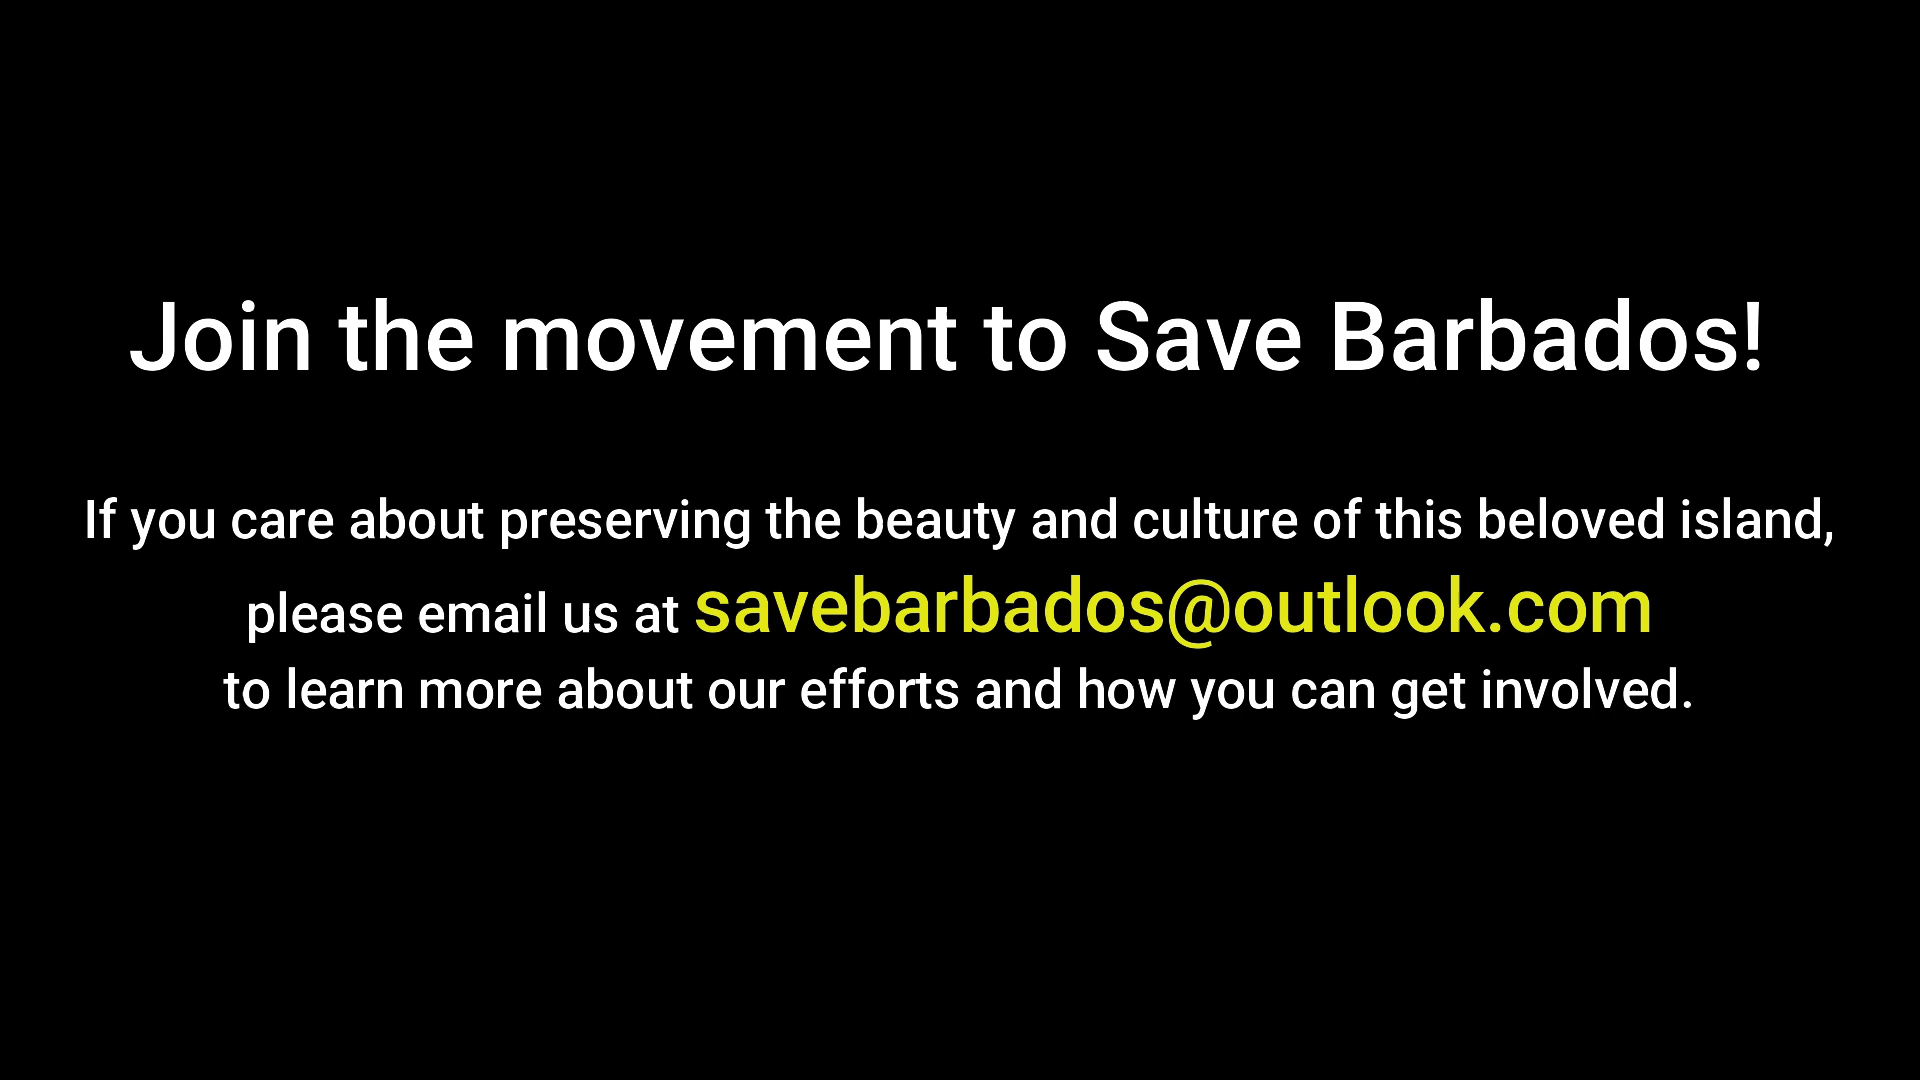 Join the movement to Save Barbados!
If you care about preserving the beauty and culture of this beloved island,
please email us at savebarbados@outlook.com
to learn more about our efforts and how you can get involved.